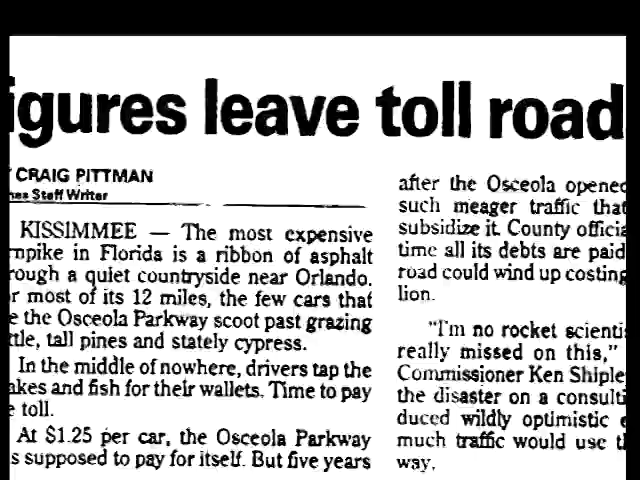 igures leave toll road
CRAIG PITTMAN
mes Staff Writer
KISSIMMEE — The most expensive
rnpike in Florida is a ribbon of asphalt
rough a quiet countryside near Orlando.
r most of its 12 miles, the few cars that
e the Osceola Parkway scoot past grazing
ttle, tall pines and stately cypress.
In the middle of nowhere, drivers tap the
akes and fish for their wallets. Time to pay
e toll.
At $1.25 per car, the Osceola Parkway
s supposed to pay for itself. But five years
after the Osceola opened
such meager traffic that
subsidize it. County officia
time all its debts are paid
road could wind up costing
lion.
"I'm no rocket scienti
really missed on this,"
Commissioner Ken Shiple
the disaster on a consulti
duced wildly optimistic e
much traffic would use t
way.